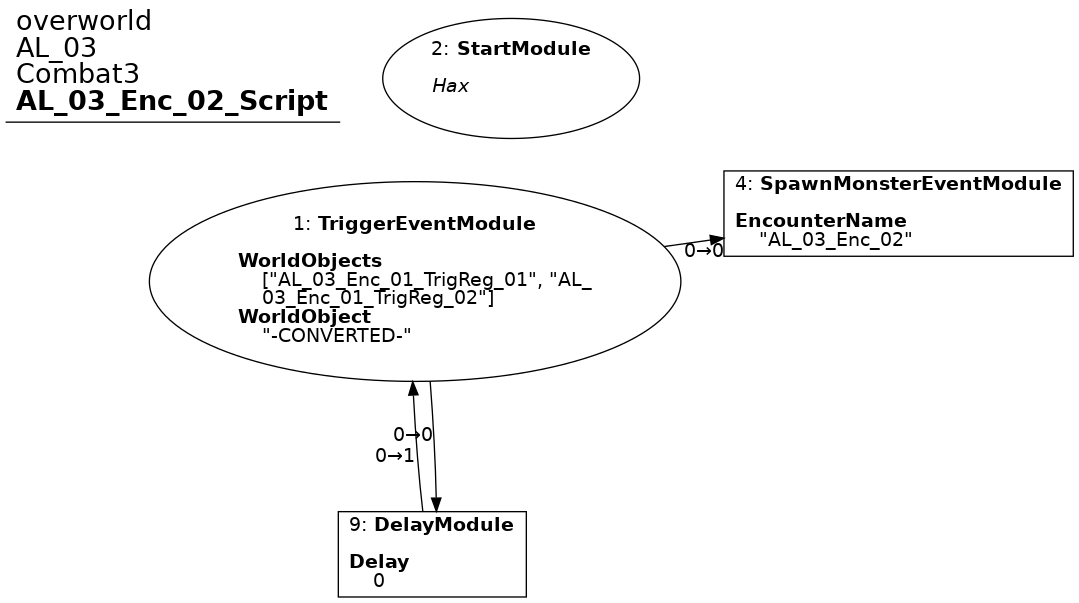 overworld
AL_03
Combat3
AL_03_Enc_02_Script
2: StartModule
Hax
4: SpawnMonsterEventModule
EncounterName
"AL_03_Enc_02"
1: TriggerEventModule
WorldObjects
["AL_03_Enc_01_TrigReg_01", "AL_
03_Enc_01_TrigReg_02"]
WorldObject
"-CONVERTED-"
0→0
0→0
0→1
9: DelayModule
Delay
0